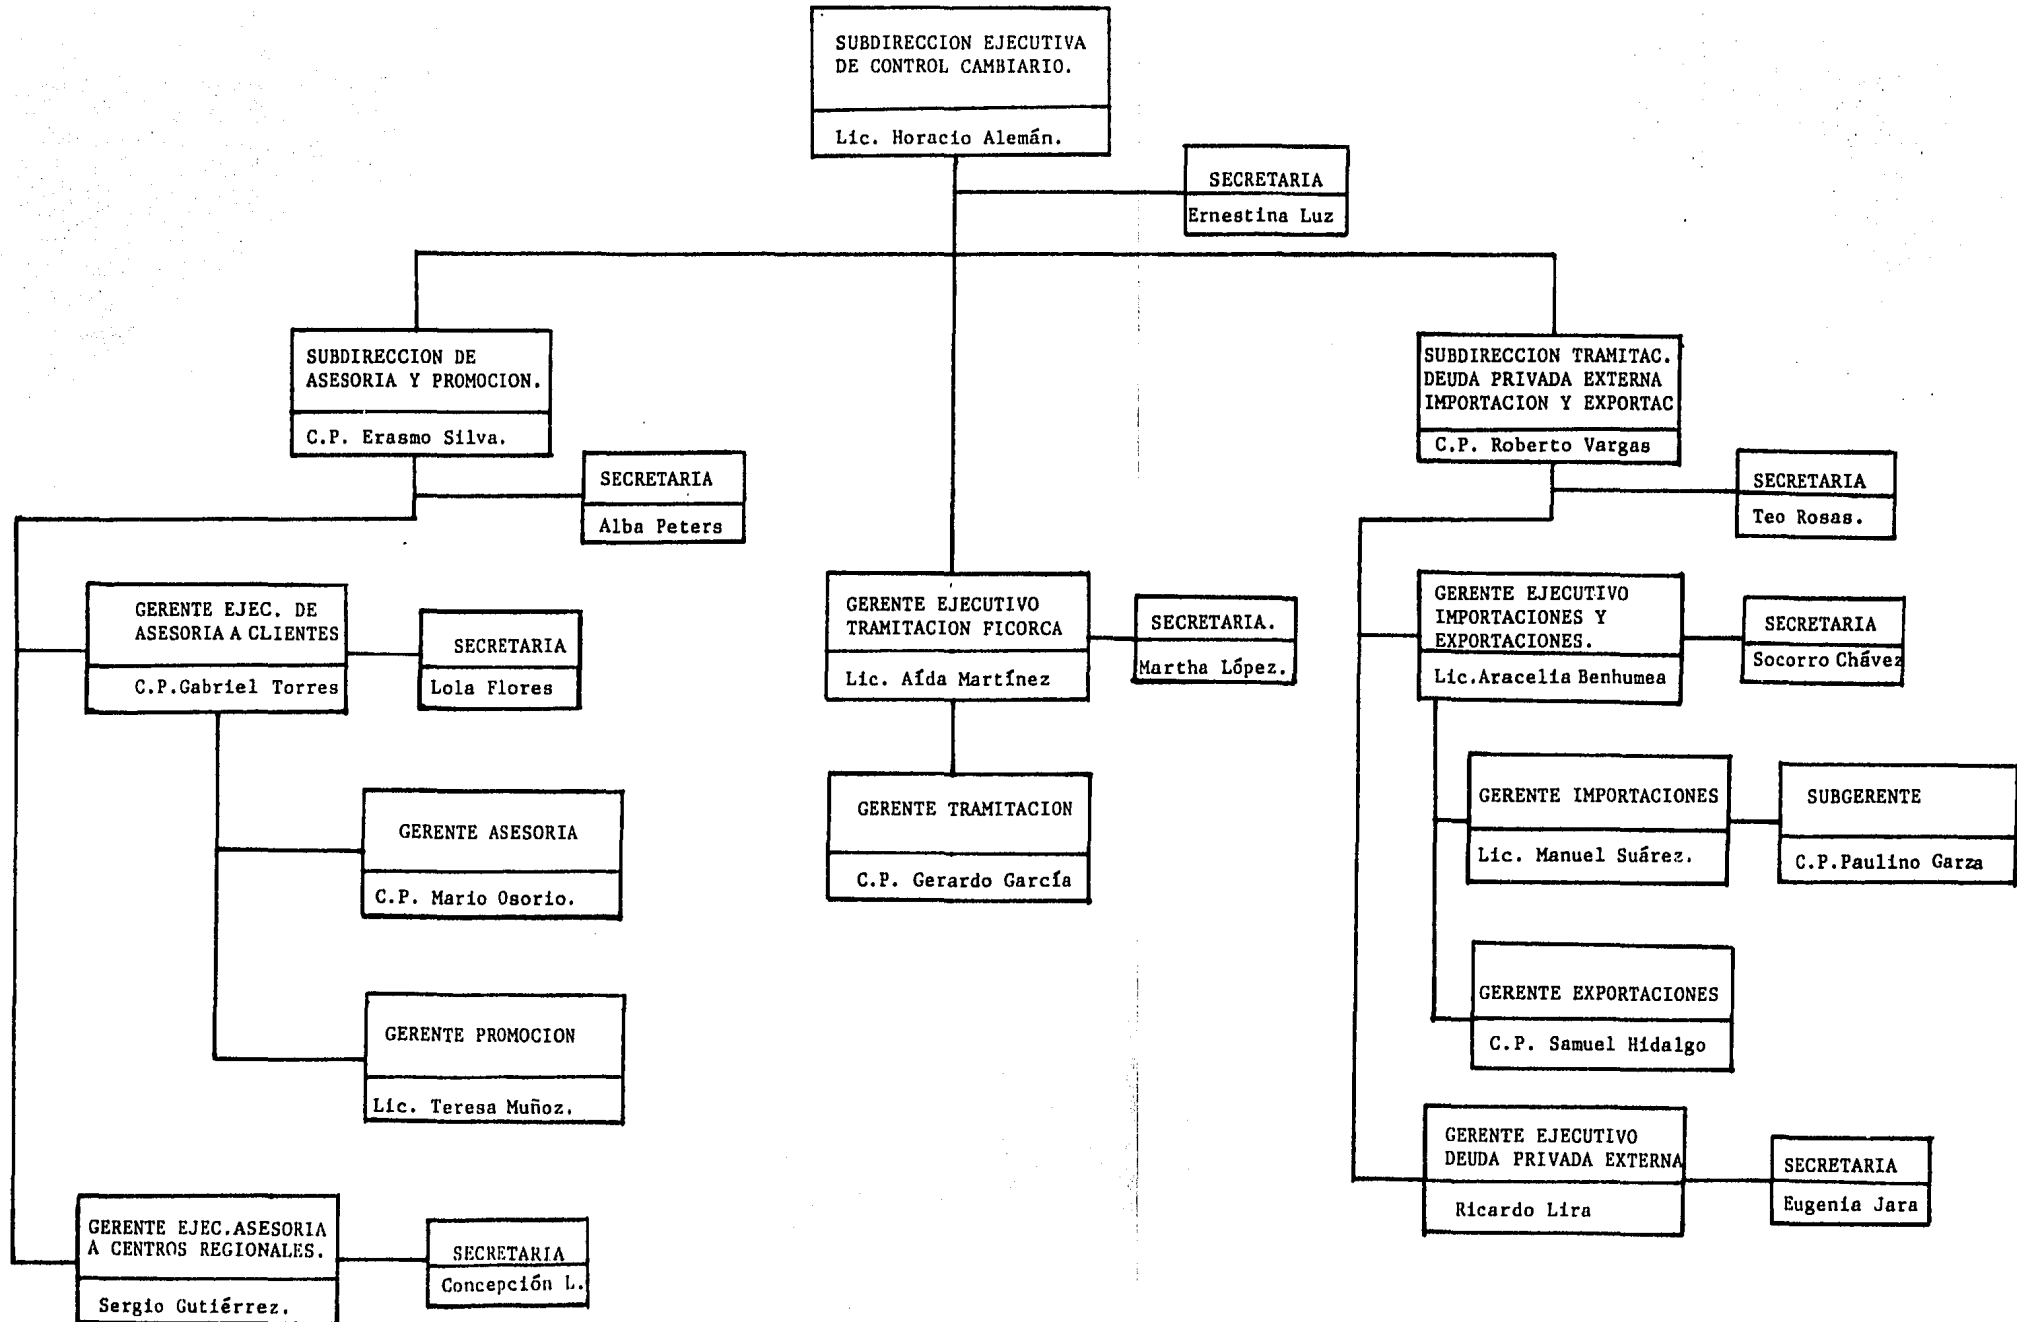 SUBDIRECCION EJECUTIVA
DE CONTROL CAMBIARIO.
Lic. Horacio Alemán.
SECRETARIA
Ernestina Luz
SUBDIRECCION DE
ASESORIA Y PROMOCION.
C.P. Erasmo Silva.
SECRETARIA
Alba Peters
SUBDIRECCION TRAMITAC.
DEUDA PRIVADA EXTERNA
IMPORTACION Y EXPORTAC
C.P. Roberto Vargas
SECRETARIA
Teo Rosas.
GERENTE EJEC. DE
ASESORIA A CLIENTES
C.P.Gabriel Torres
SECRETARIA
Lola Flores
GERENTE EJECUTIVO
TRAMITACION FICORCA
Lic. Aída Martínez
SECRETARIA.
Martha López.
GERENTE EJECUTIVO
IMPORTACIONES Y
EXPORTACIONES.
Lic.Aracelia Benhumea
SECRETARIA
Socorro Chávez
GERENTE ASESORIA
C.P. Mario Osorio.
GERENTE TRAMITACION
C.P. Gerardo García
GERENTE IMPORTACIONES
Lic. Manuel Suárez.
SUBGERENTE
C.P.Paulino Garza
GERENTE PROMOCION
Lic. Teresa Muñoz.
GERENTE EXPORTACIONES
C.P. Samuel Hidalgo
GERENTE EJECUTIVO
DEUDA PRIVADA EXTERNA
Ricardo Lira
SECRETARIA
Eugenia Jara
GERENTE EJEC.ASESORIA
A CENTROS REGIONALES.
Sergio Gutiérrez.
SECRETARIA
Concepción L.